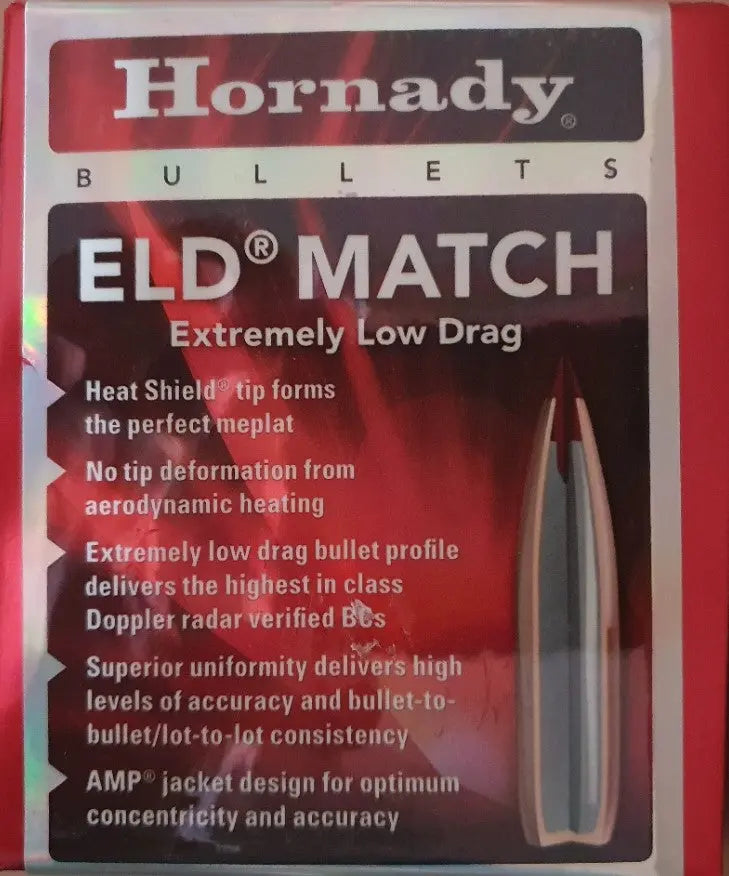 Hornady®
BULLETS
ELD® MATCH
Extremely Low Drag
Heat Shield® tip forms
the perfect meplat
No tip deformation from
aerodynamic heating
Extremely low drag bullet profile
delivers the highest in class
Doppler radar verified BCs
Superior uniformity delivers high
levels of accuracy and bullet-to-
bullet/lot-to-lot consistency
AMP® jacket design for optimum
concentricity and accuracy